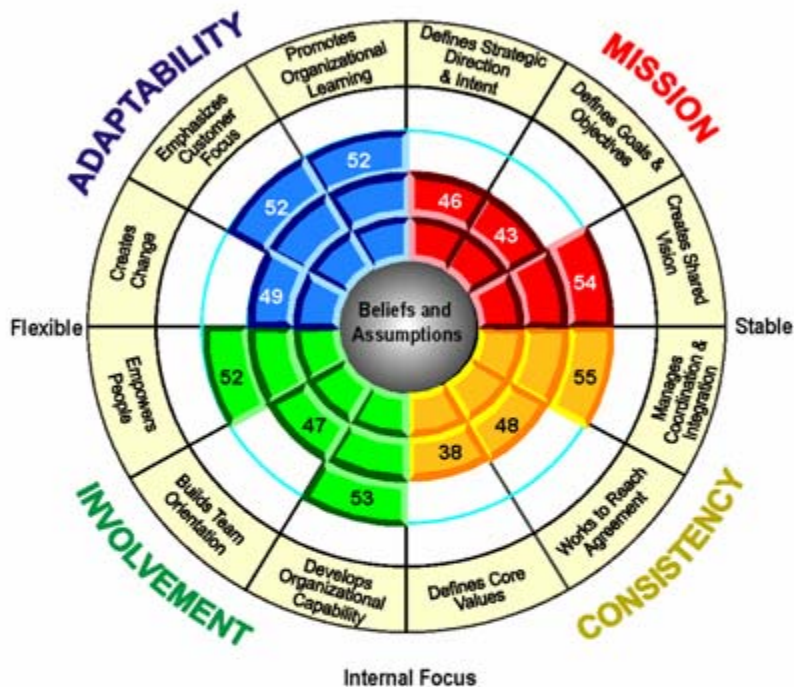 ADAPTABILITY
MISSION
Promotes
Organizational
Learning
Defines Strategic
Direction
& Intent
Emphasizes
Customer
Focus
Defines Goals &
Objectives
Creates
Change
Creates Shared
Vision
52
52
49
46
43
54
Flexible
Beliefs and
Assumptions
Stable
Empowers
People
Manages
Coordination &
Integration
52
47
53
38
48
55
Builds Team
Orientation
Works to Reach
Agreement
Develops
Organizational
Capability
Defines Core
Values
INVOLVEMENT
CONSISTENCY
Internal Focus